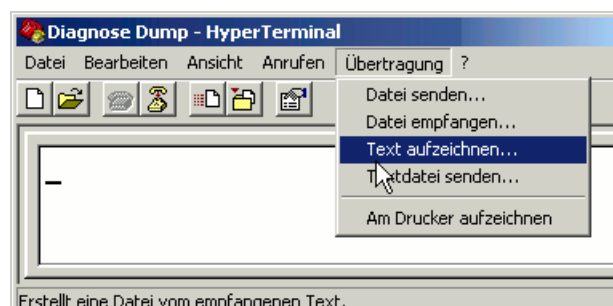 Diagnose Dump - HyperTerminal
Datei Bearbeiten Ansicht Anrufen Übertragung ?
Datei senden...
Datei empfangen...
Text aufzeichnen...
Textdatei senden...
Am Drucker aufzeichnen
Erstellt eine Datei vom empfangenen Text.